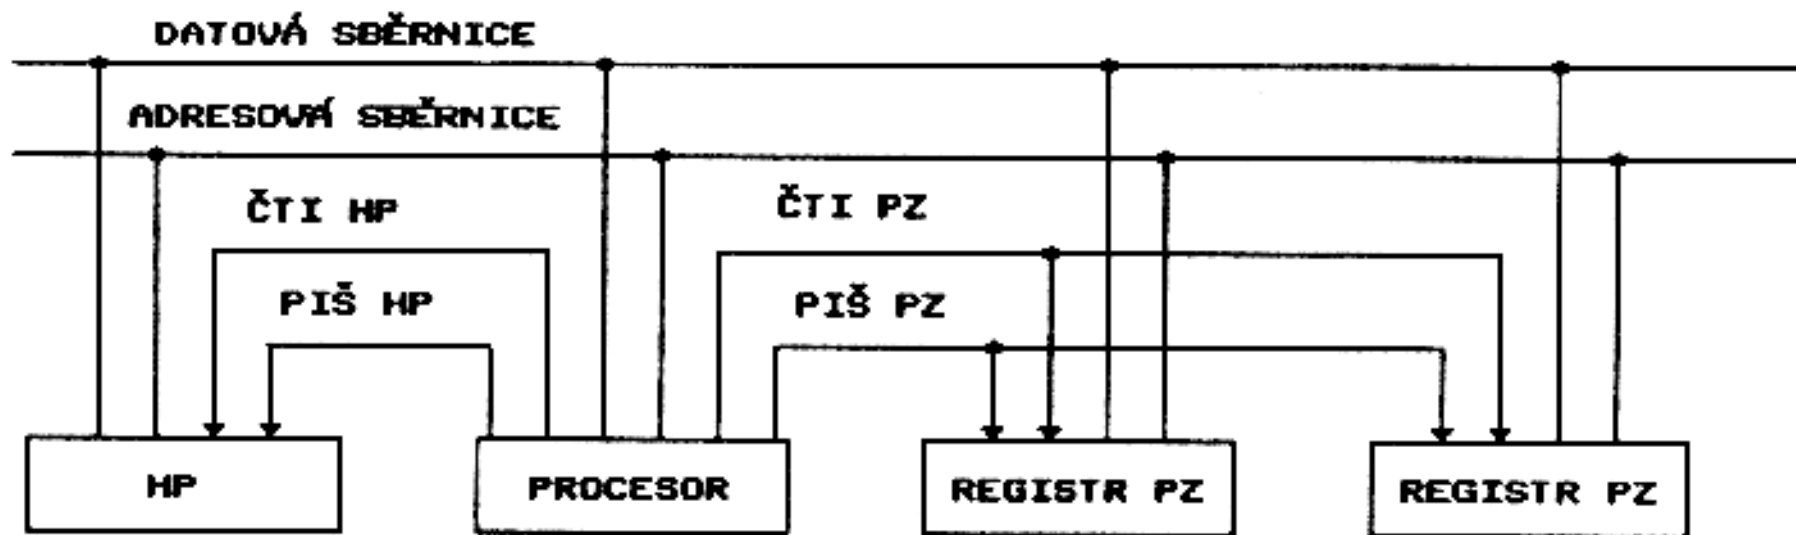 DATOVÁ SBĚRNICE
ADRESOVÁ SBĚRNICE
ČTI HP
ČTI PZ
PIŠ HP
PIŠ PZ
HP
PROCESOR
REGISTR PZ
REGISTR PZ